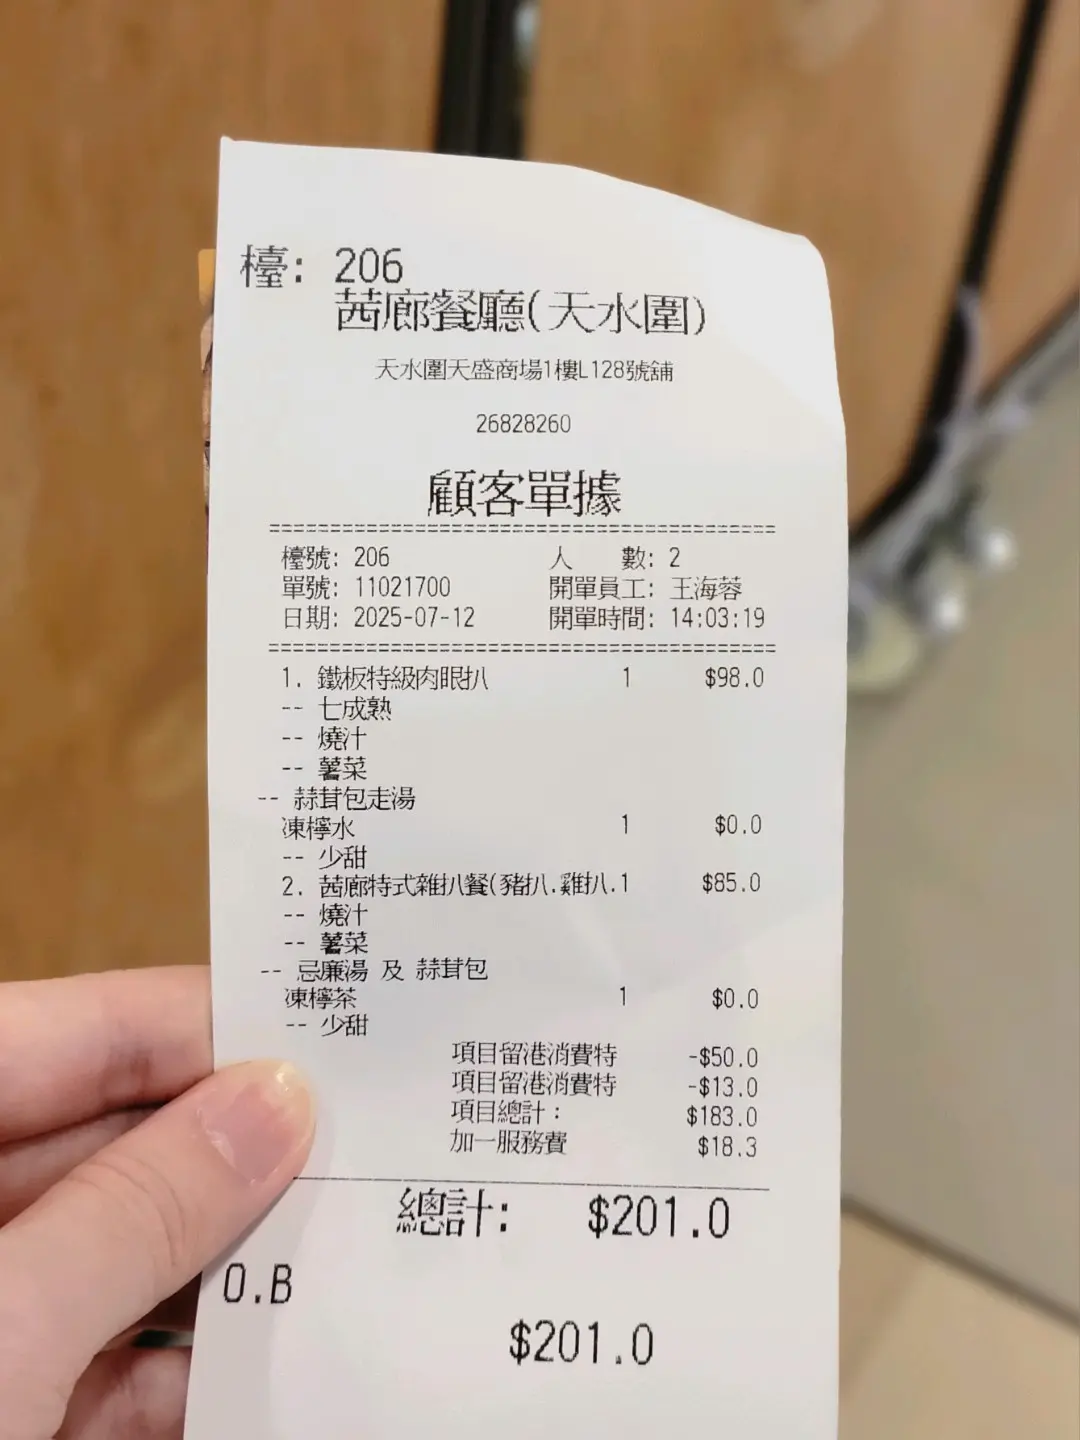 檯: 206
茜廊餐廳(天水圍)
天水圍天盛商場1樓L128號舖
26828260
顧客單據
檯號: 206 人 數: 2
單號: 11021700 開單員工: 王海蓉
日期: 2025-07-12 開單時間: 14:03:19
1. 鐵板特級肉眼扒 1 $98.0
-- 七成熟
-- 燒汁
-- 薯菜
-- 蒜茸包走湯
凍檸水 1 $0.0
-- 少甜
2. 茜廊特式雜扒餐(豬扒.雞扒.1 $85.0
-- 燒汁
-- 薯菜
-- 忌廉湯 及 蒜茸包
凍檸茶 1 $0.0
-- 少甜
項目留港消費特 -$50.0
項目留港消費特 -$13.0
項目總計: $183.0
加一服務費 $18.3
總計: $201.0
O.B
$201.0